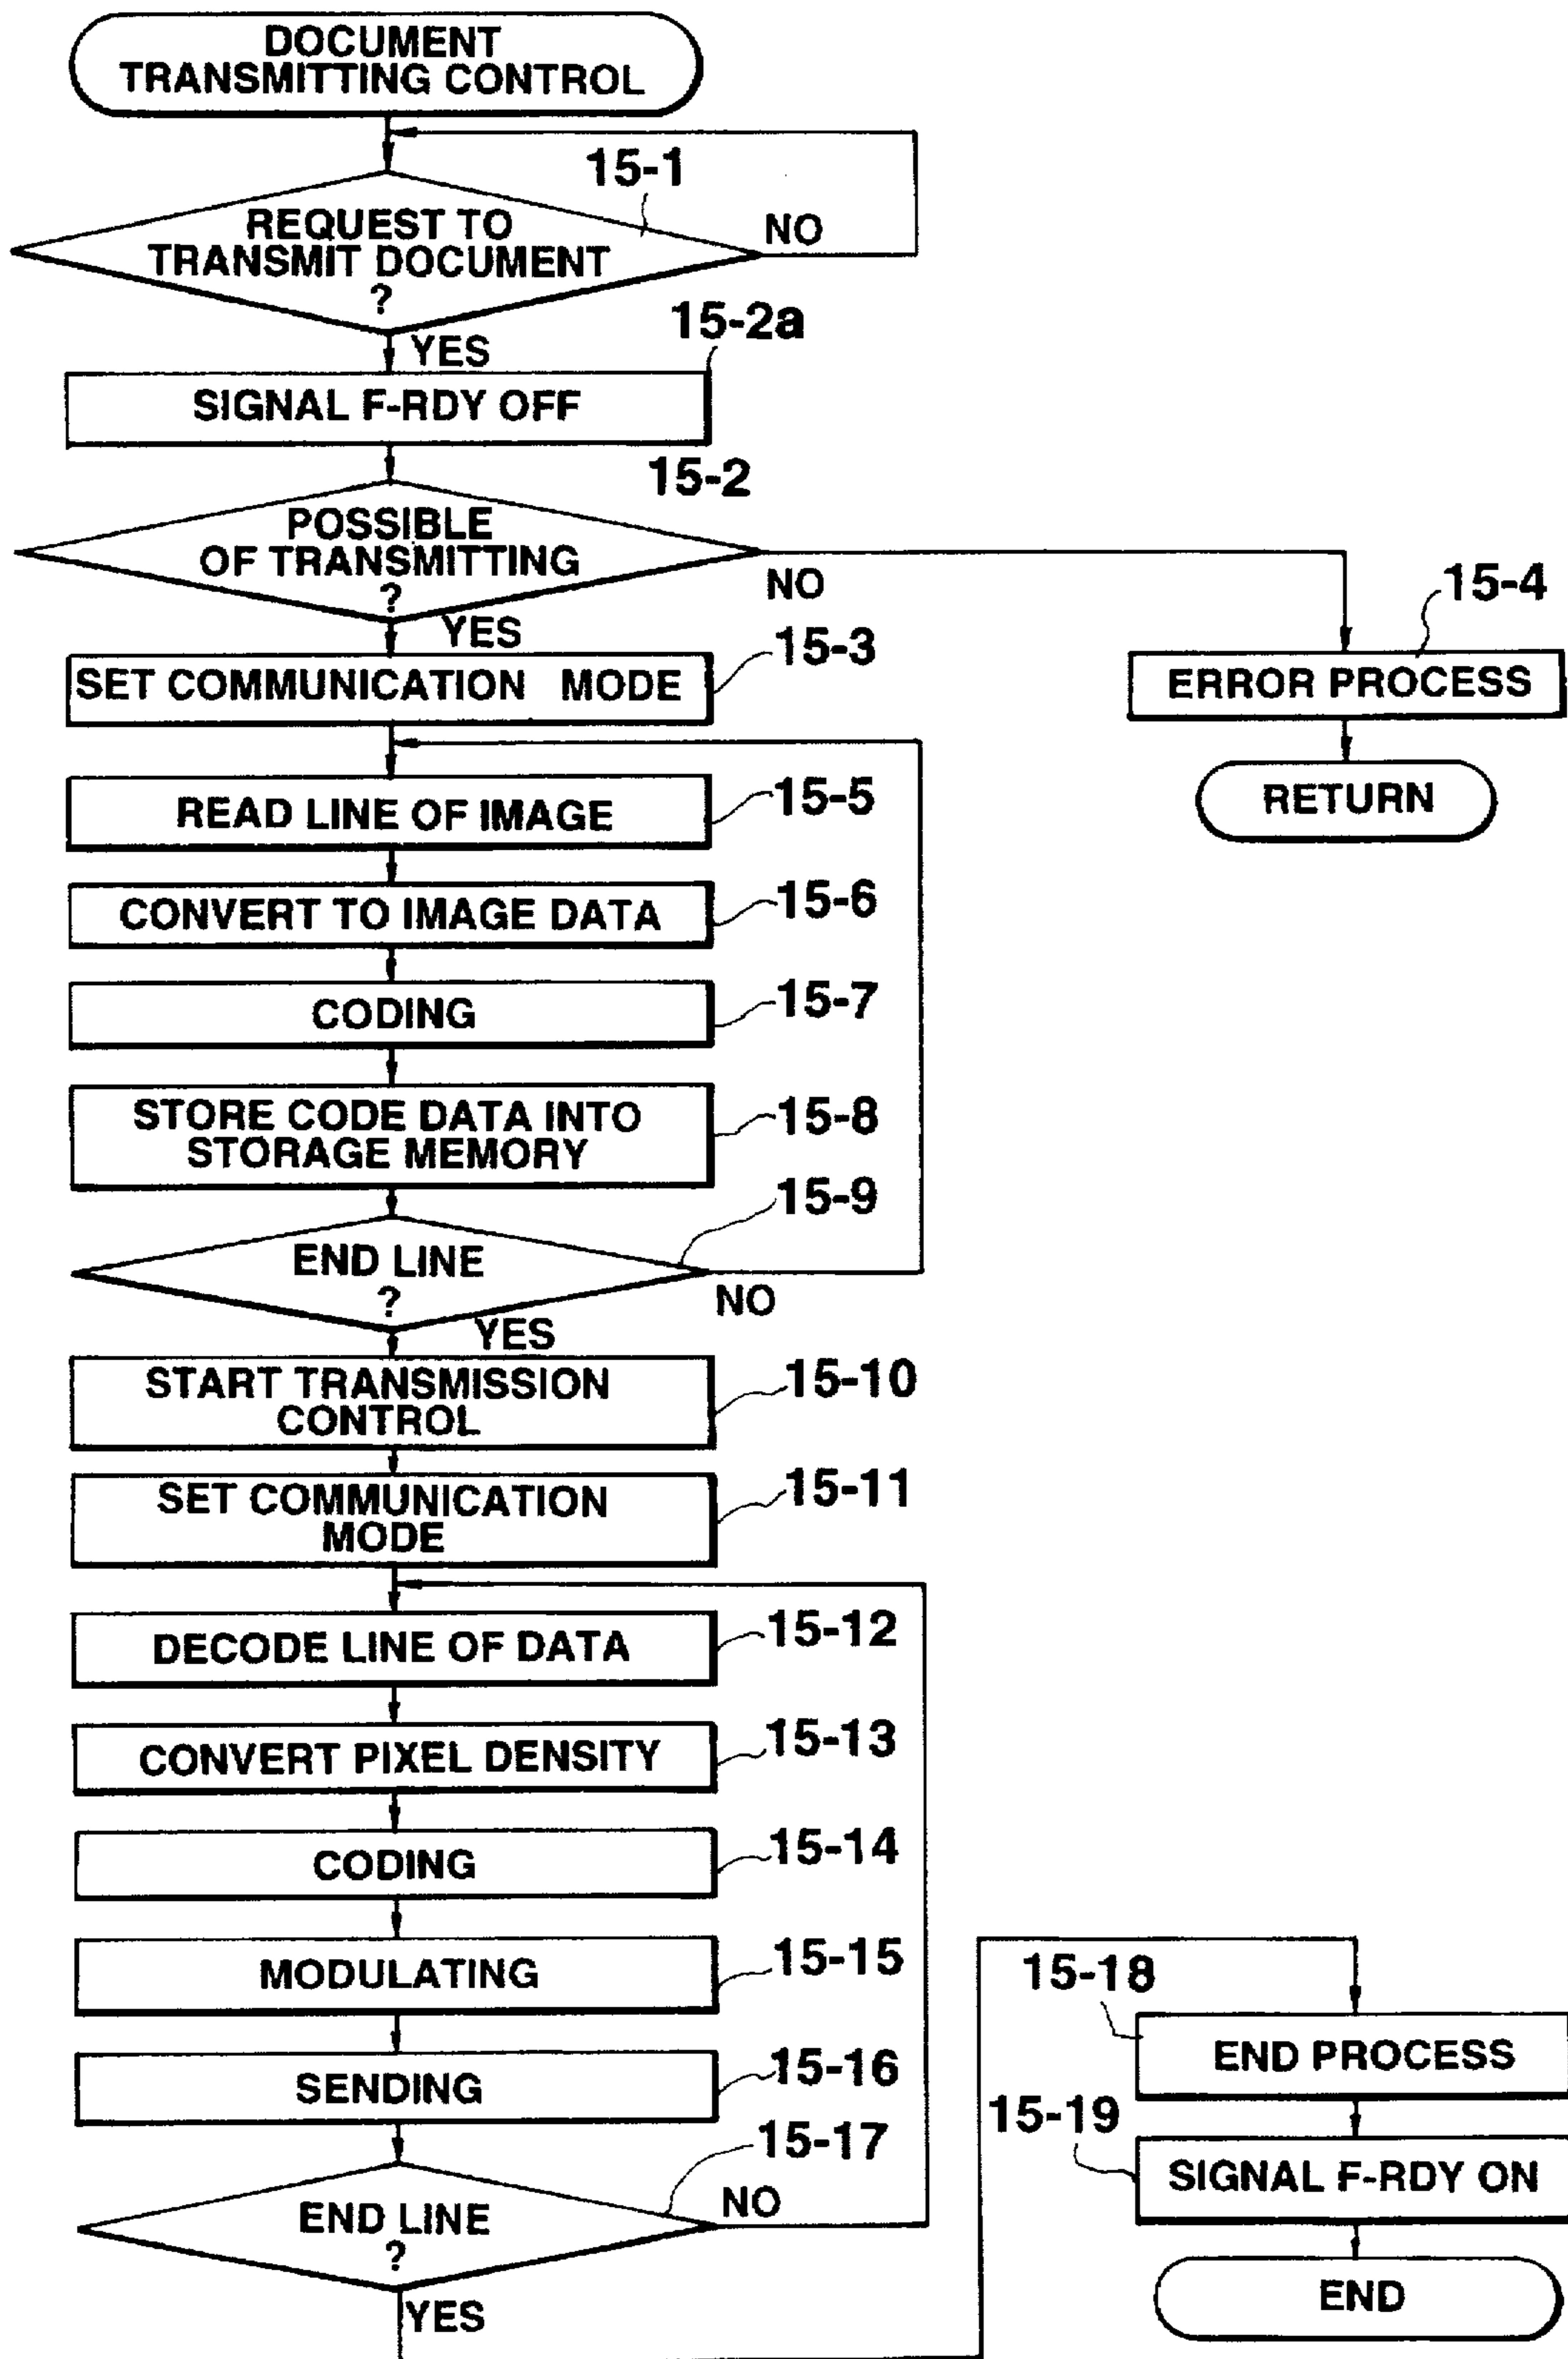 DOCUMENT
TRANSMITTING CONTROL
15-1
REQUEST TO
TRANSMIT DOCUMENT
?
NO
YES
15-2a
SIGNAL F-RDY OFF
15-2
POSSIBLE
OF TRANSMITTING
?
NO
YES
15-4
ERROR PROCESS
RETURN
15-3
SET COMMUNICATION MODE
15-5
READ LINE OF IMAGE
15-6
CONVERT TO IMAGE DATA
15-7
CODING
15-8
STORE CODE DATA INTO
STORAGE MEMORY
15-9
END LINE
?
NO
YES
15-10
START TRANSMISSION
CONTROL
15-11
SET COMMUNICATION
MODE
15-12
DECODE LINE OF DATA
15-13
CONVERT PIXEL DENSITY
15-14
CODING
15-15
MODULATING
15-16
SENDING
15-17
END LINE
?
NO
YES
15-18
END PROCESS
15-19
SIGNAL F-RDY ON
END